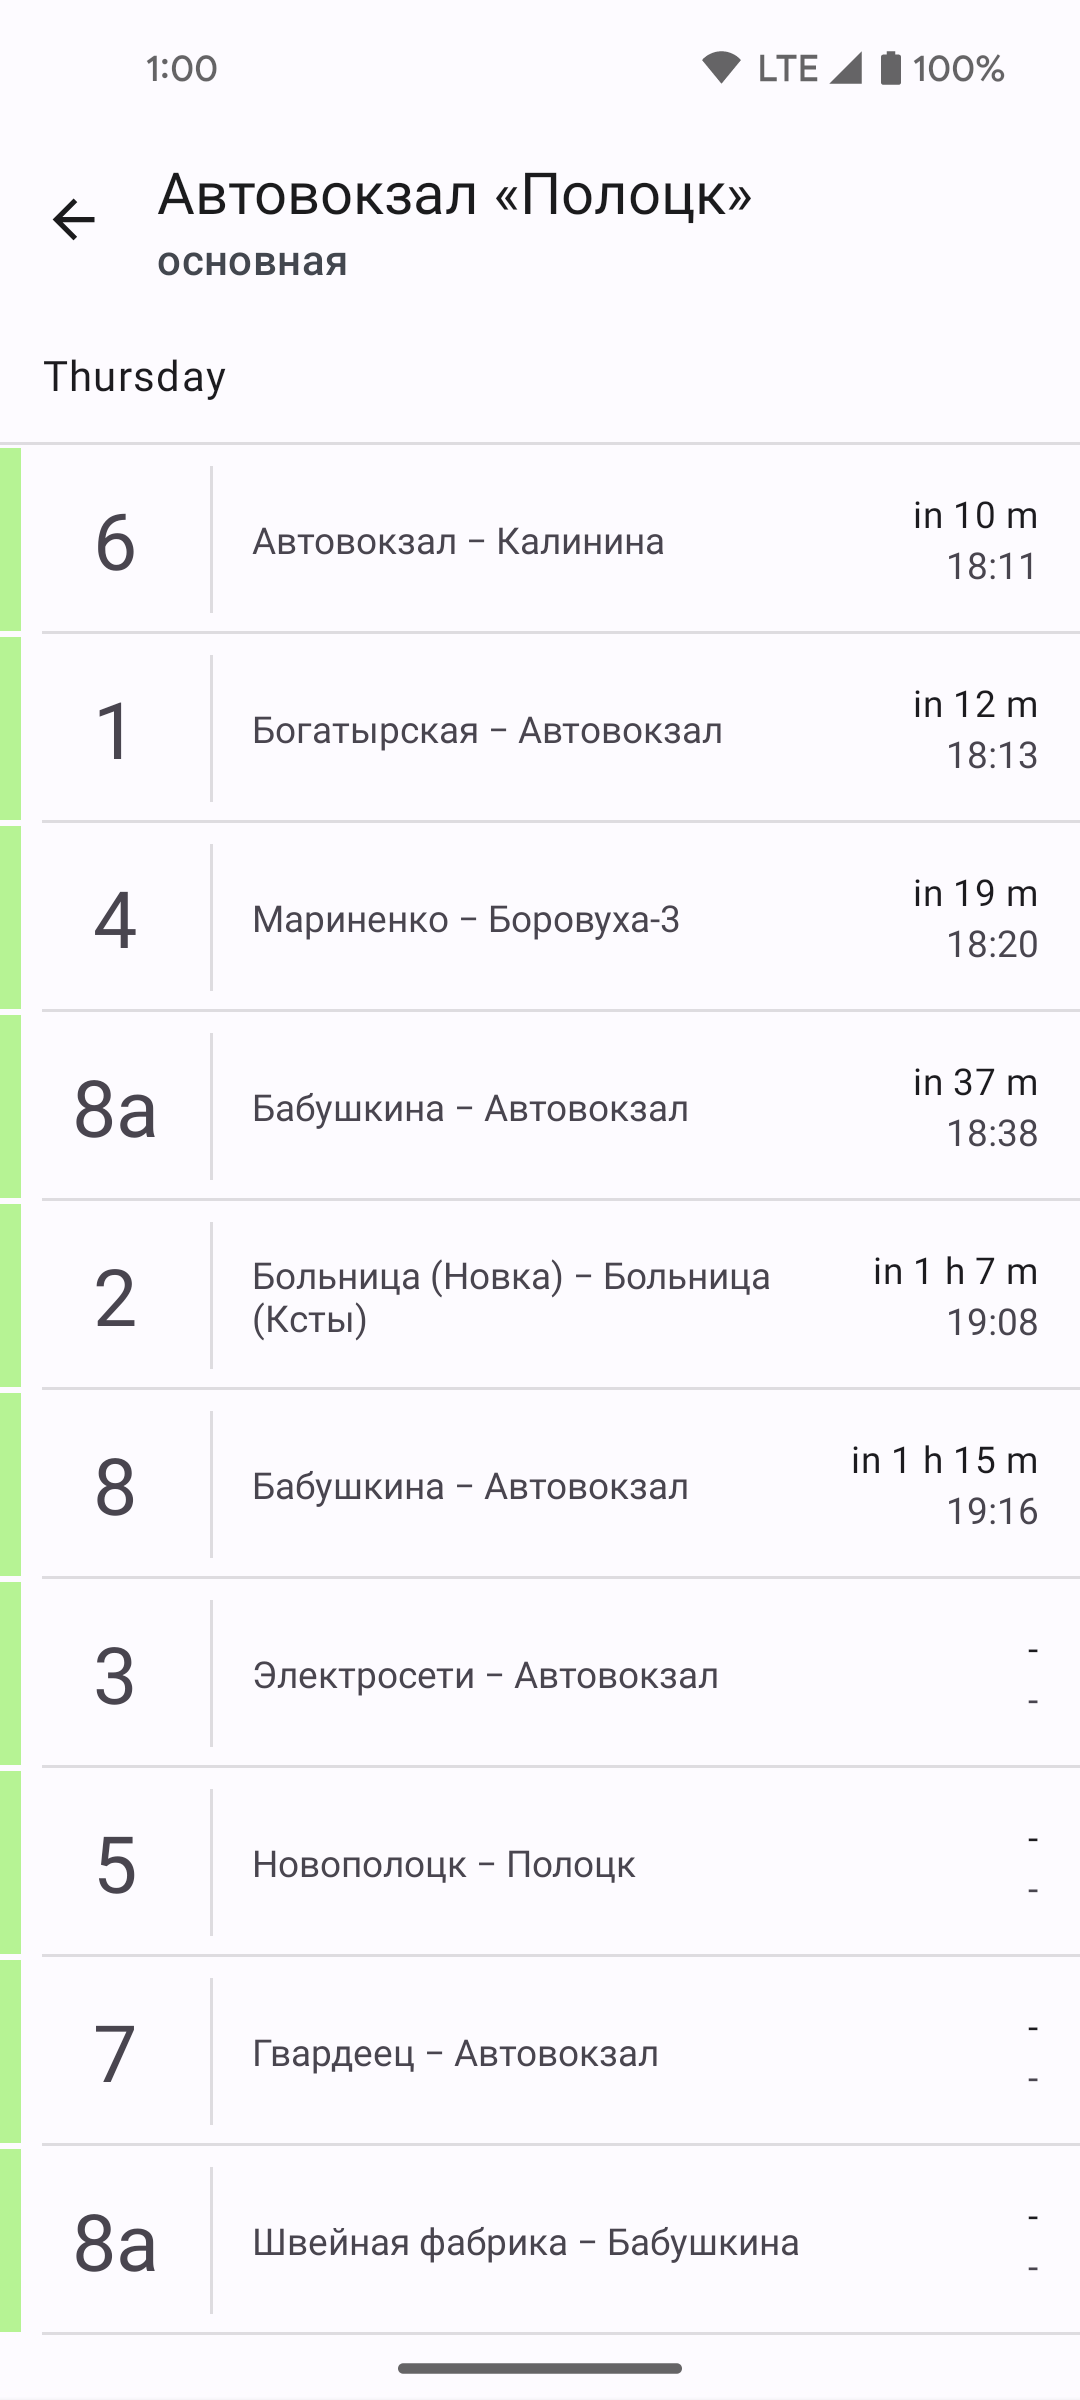 1:00 LTE 100%
Автовокзал «Полоцк»
основная
Thursday
6 Автовокзал – Калинина in 10 m
18:11
1 Богатырская – Автовокзал in 12 m
18:13
4 Мариненко – Боровуха-3 in 19 m
18:20
8а Бабушкина – Автовокзал in 37 m
18:38
2 Больница (Новка) – Больница in 1 h 7 m
(Ксты) 19:08
8 Бабушкина – Автовокзал in 1 h 15 m
19:16
3 Электросети – Автовокзал -
-
5 Новополоцк – Полоцк -
-
7 Гвардеец – Автовокзал -
-
8а Швейная фабрика – Бабушкина -
-